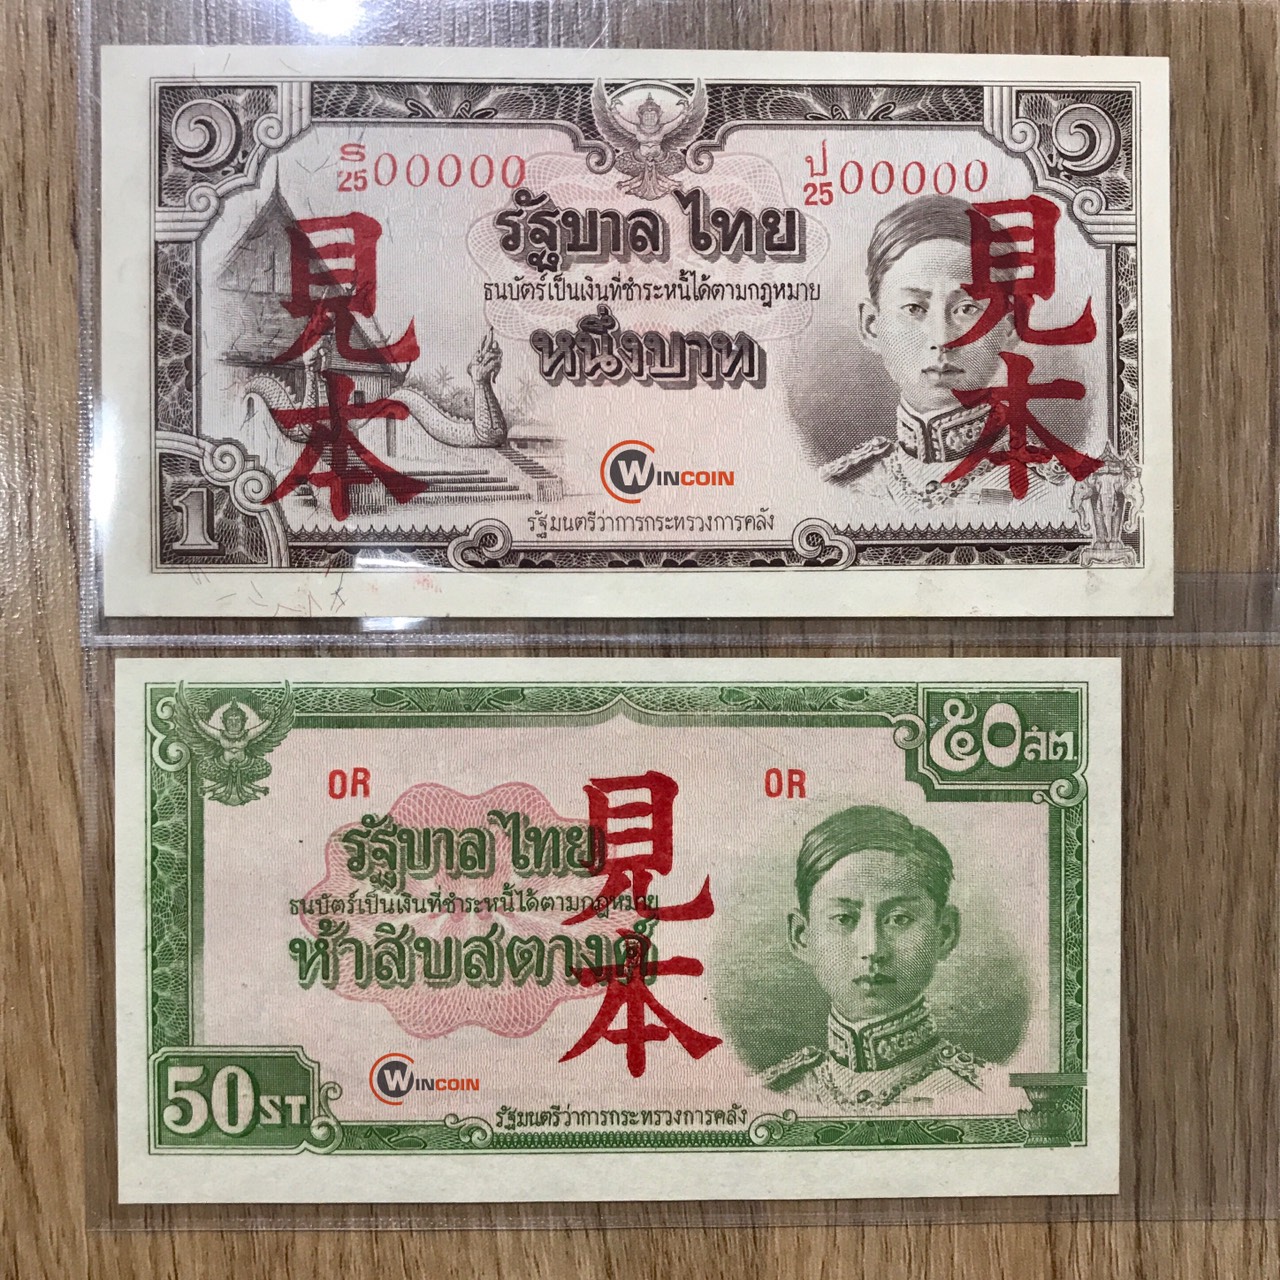 ๑
๑
S
25 00000
ป
25 00000
รัฐบาลไทย
ธนบัตร์เป็นเงินที่ชำระหนี้ได้ตามกฎหมาย
หนึ่งบาท
見本
見本
WINCOIN
1
รัฐมนตรีว่าการกระทรวงการคลัง
๕๐ สต.
OR
OR
รัฐบาลไทย
ธนบัตร์เป็นเงินที่ชำระหนี้ได้ตามกฎหมาย
ห้าสิบสตางค์
見本
WINCOIN
50 ST.
รัฐมนตรีว่าการกระทรวงการคลัง